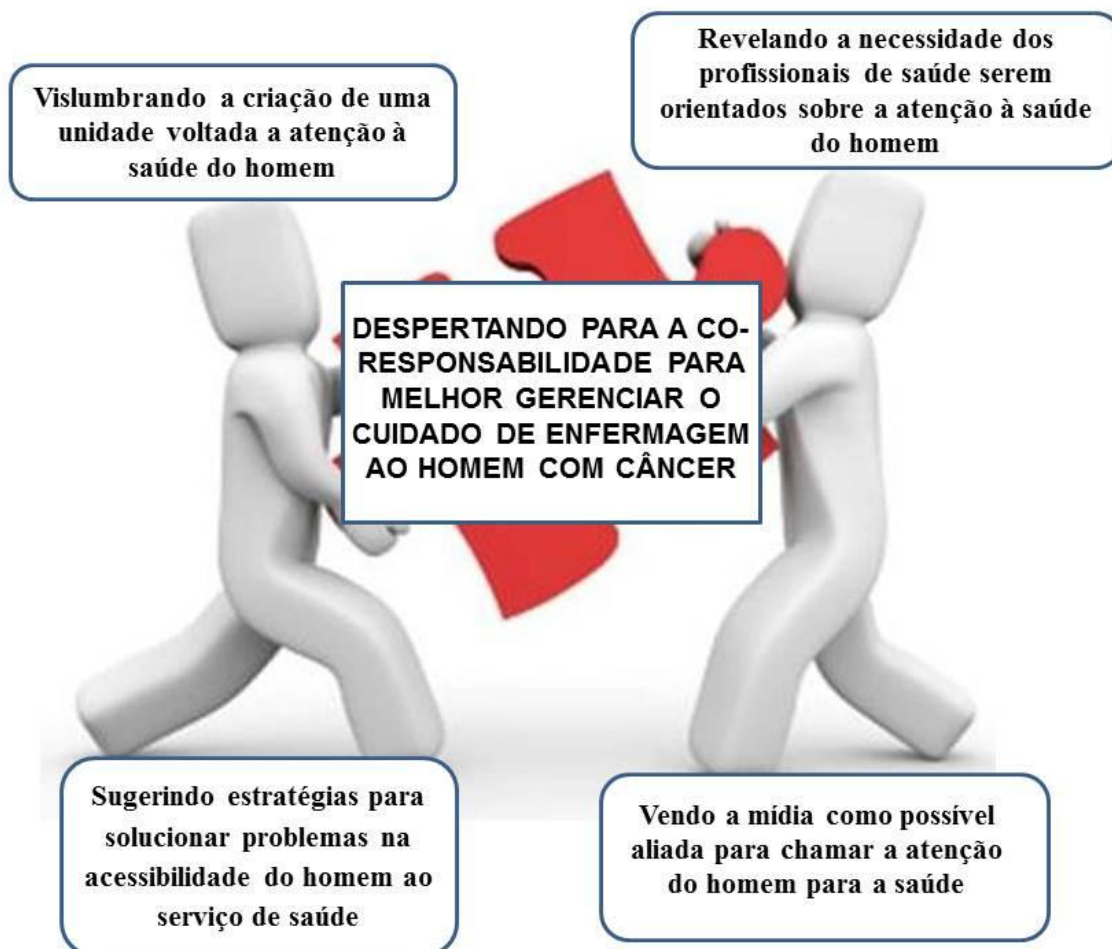 Vislumbrando a criação de uma
unidade voltada a atenção à
saúde do homem
Revelando a necessidade dos
profissionais de saúde serem
orientados sobre a atenção à saúde
do homem
DESPERTANDO PARA A CO-
RESPONSABILIDADE PARA
MELHOR GERENCIAR O
CUIDADO DE ENFERMAGEM
AO HOMEM COM CÂNCER
Sugerindo estratégias para
solucionar problemas na
acessibilidade do homem ao
serviço de saúde
Vendo a mídia como possível
aliada para chamar a atenção
do homem para a saúde